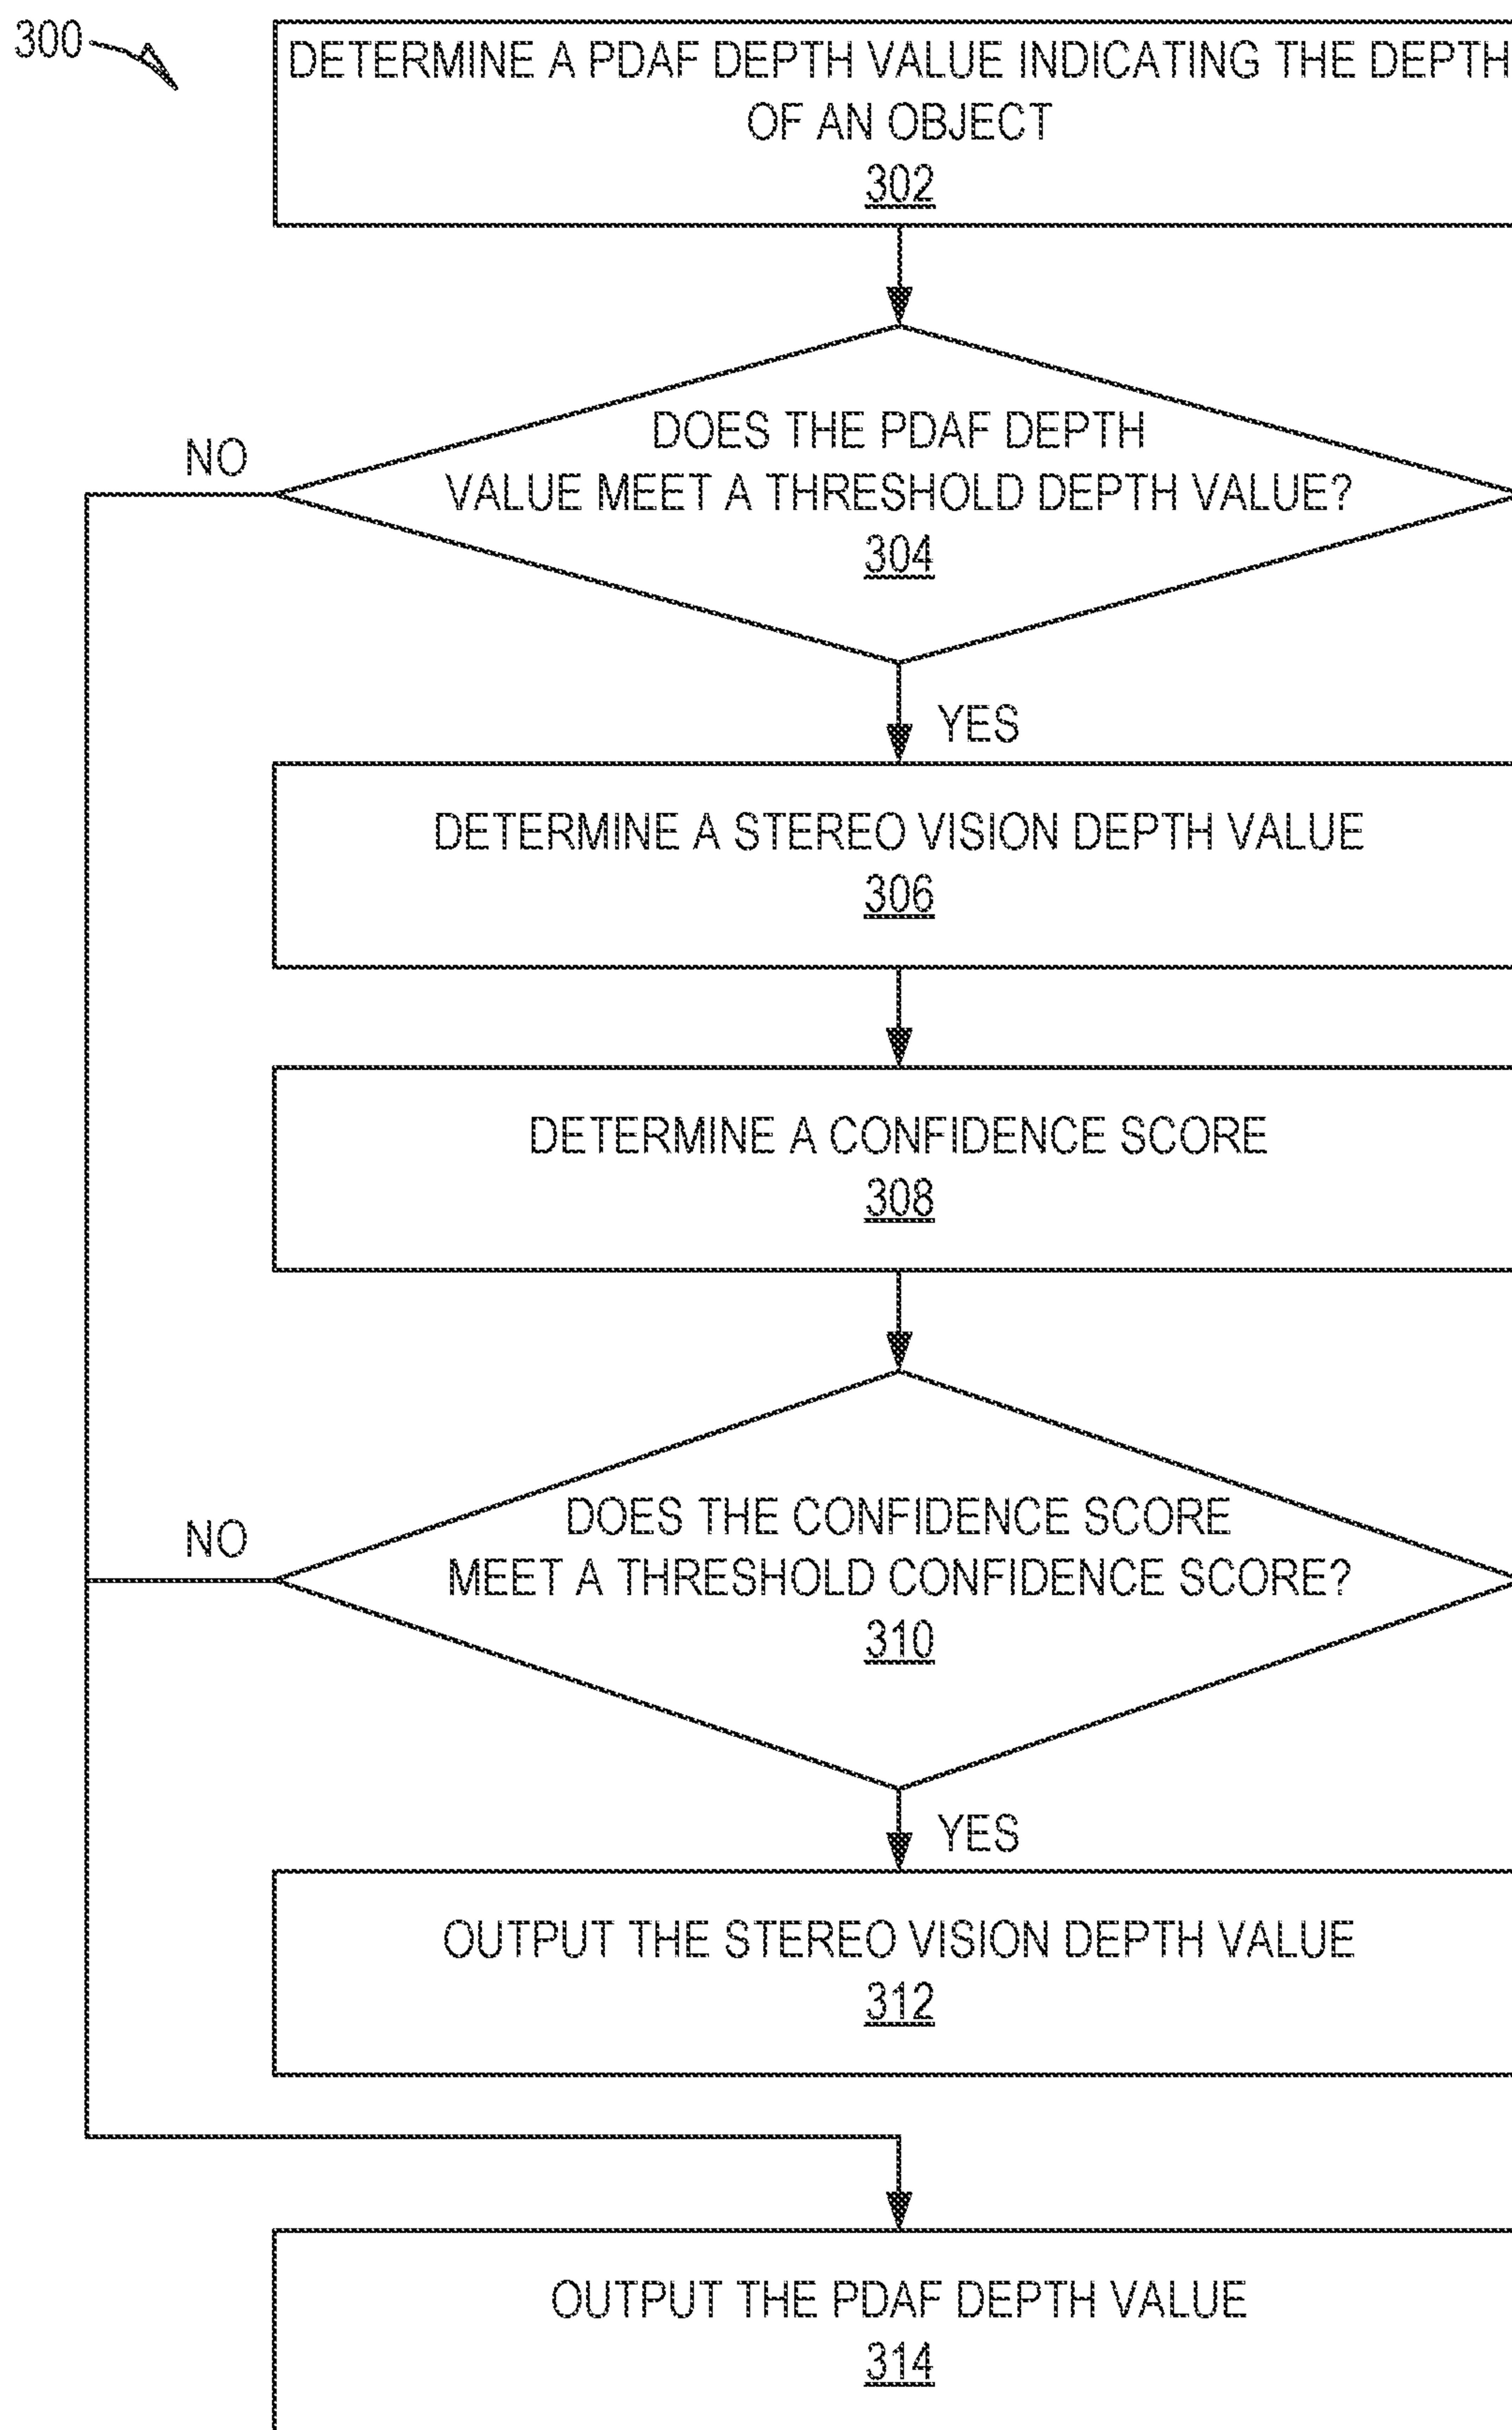 300
DETERMINE A PDAF DEPTH VALUE INDICATING THE DEPTH
OF AN OBJECT
302
DOES THE PDAF DEPTH
VALUE MEET A THRESHOLD DEPTH VALUE?
304
NO
YES
DETERMINE A STEREO VISION DEPTH VALUE
306
DETERMINE A CONFIDENCE SCORE
308
DOES THE CONFIDENCE SCORE
MEET A THRESHOLD CONFIDENCE SCORE?
310
NO
YES
OUTPUT THE STEREO VISION DEPTH VALUE
312
OUTPUT THE PDAF DEPTH VALUE
314